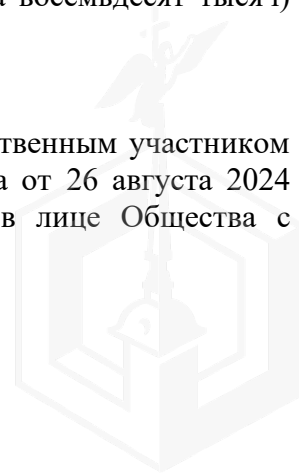 восемьдесят тысяч)
ственным участником
а от 26 августа 2024
в лице Общества с